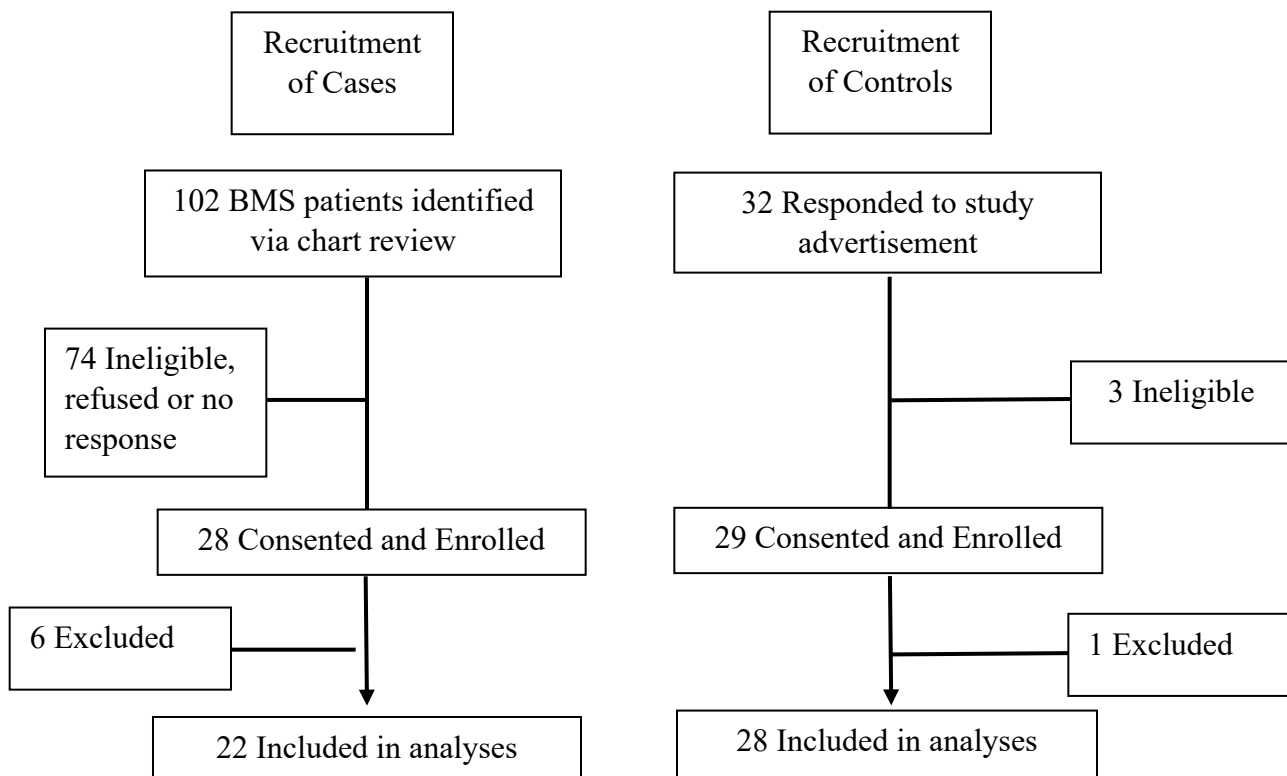 Recruitment
of Cases
102 BMS patients identified
via chart review
74 Ineligible,
refused or no
response
28 Consented and Enrolled
6 Excluded
22 Included in analyses
Recruitment
of Controls
32 Responded to study
advertisement
3 Ineligible
29 Consented and Enrolled
1 Excluded
28 Included in analyses